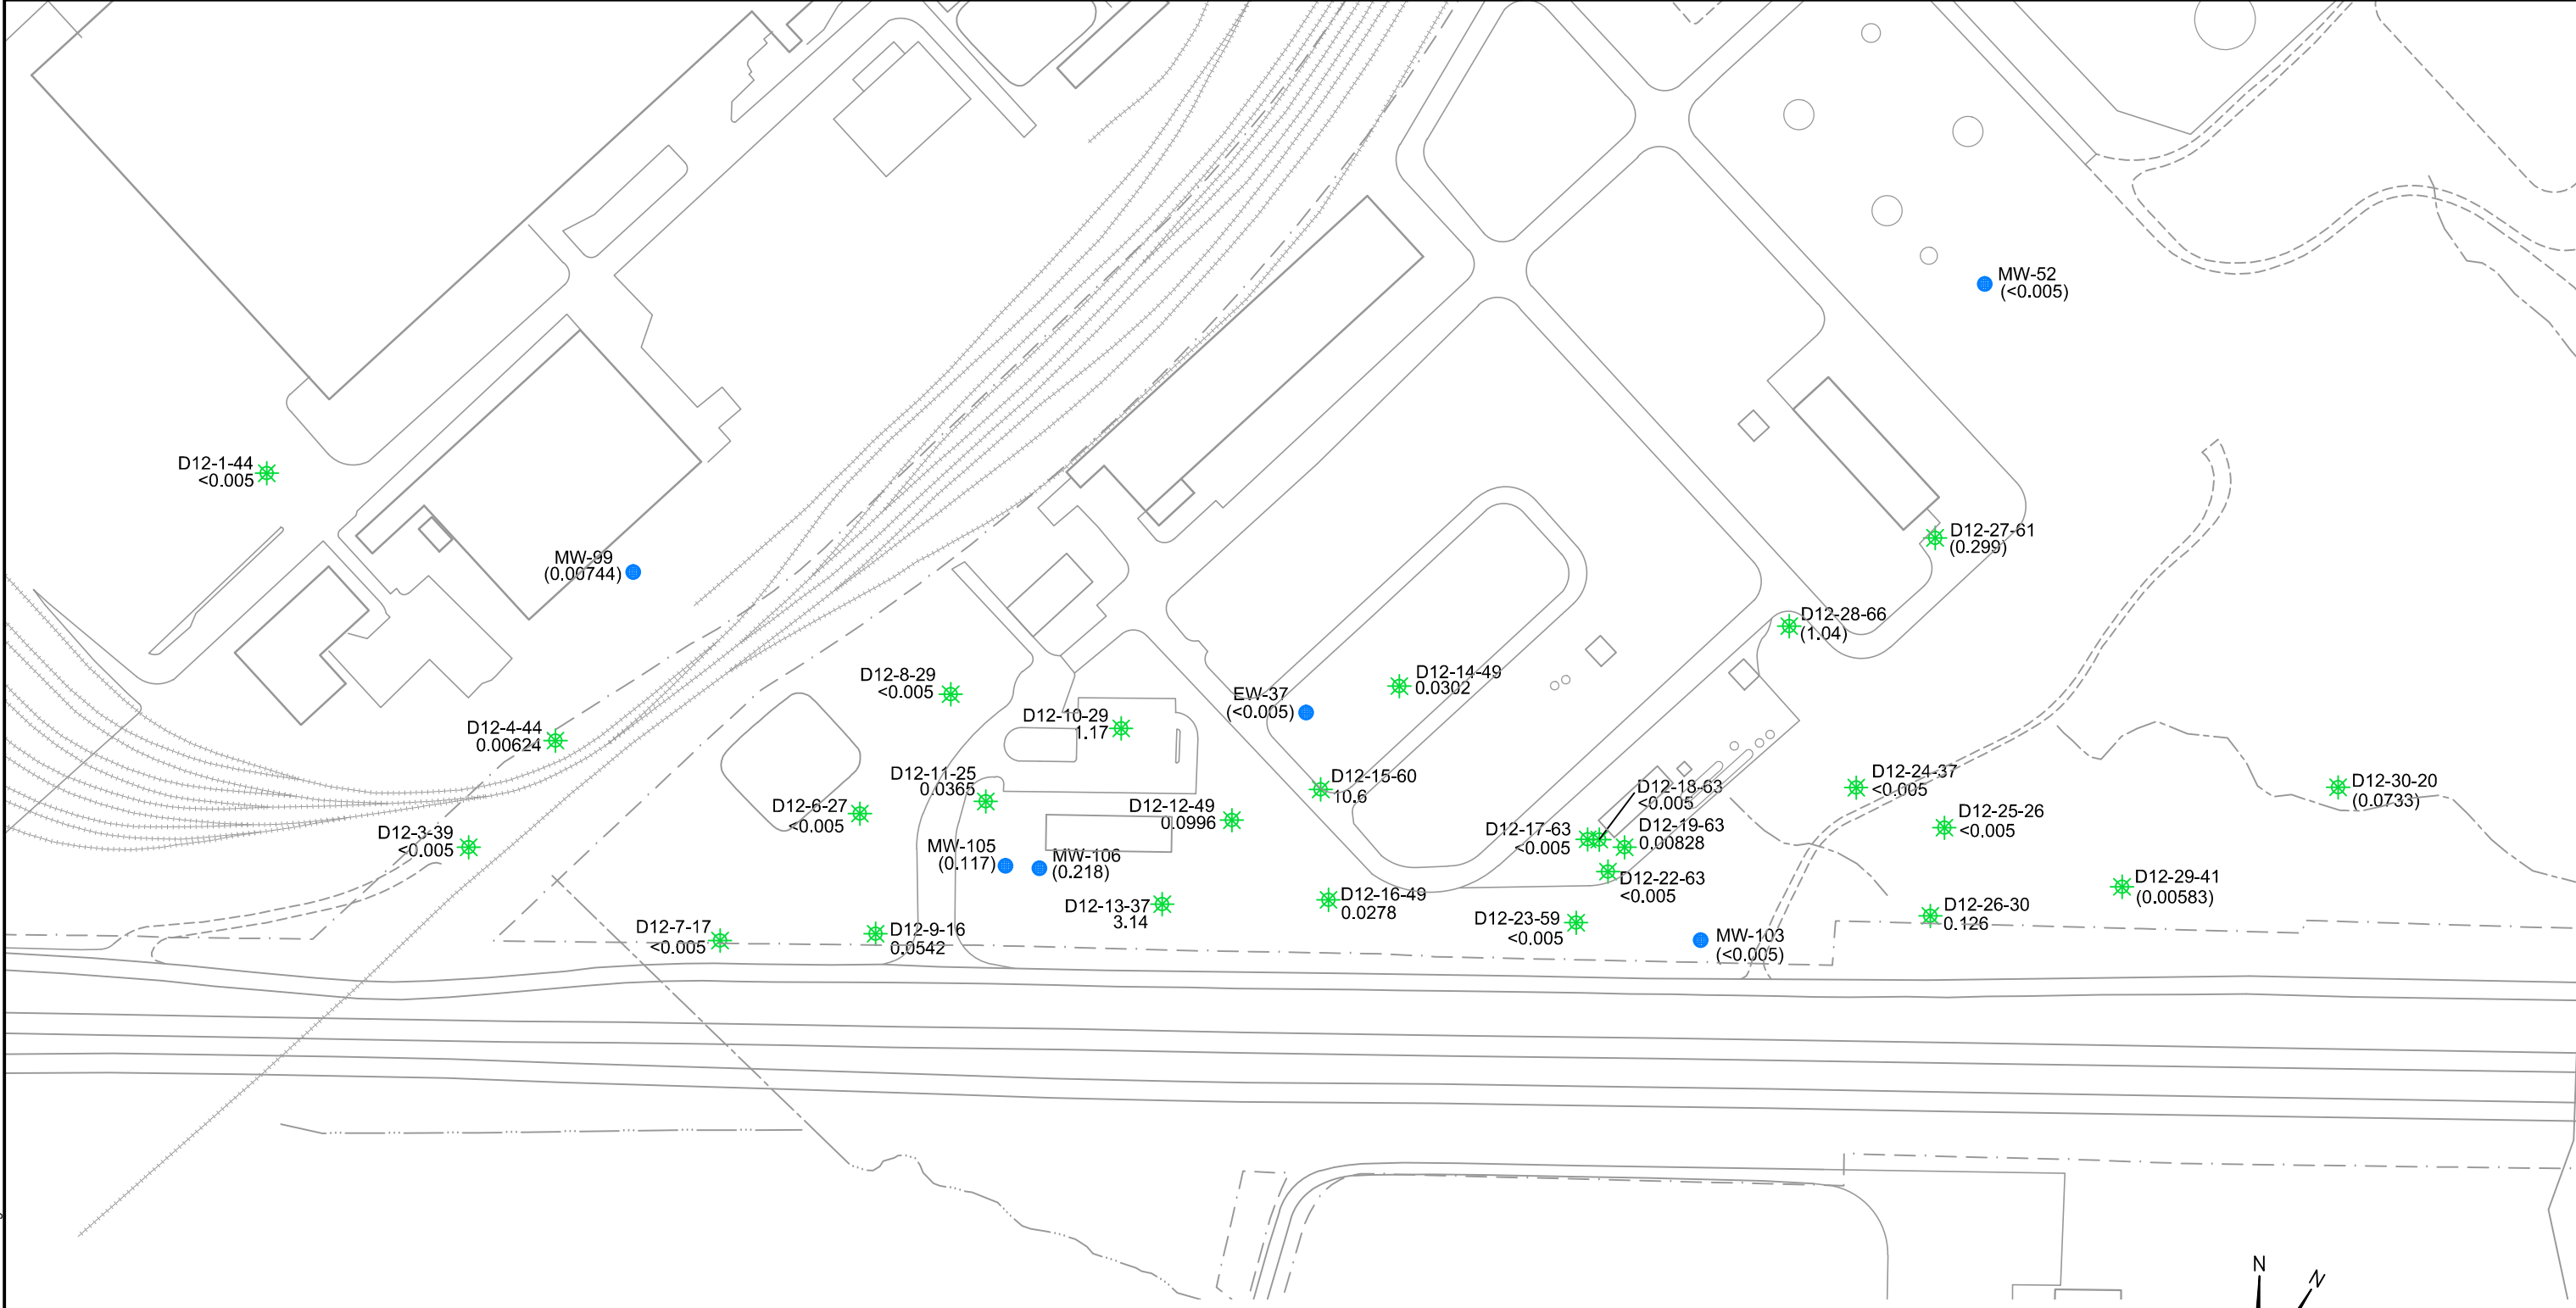 MW-52
(<0.005)
D12-1-44
<0.005
D12-27-61
(0.299)
MW-99
(0.00744)
D12-28-66
(1.04)
D12-8-29
<0.005
D12-14-49
0.0302
EW-37
(<0.005)
D12-10-29
1.17
D12-4-44
0.00624
D12-11-25
0.0365
D12-15-60
10.6
D12-24-37
<0.005
D12-30-20
(0.0733)
D12-18-63
<0.005
D12-6-27
<0.005
D12-12-49
0.0996
D12-25-26
<0.005
D12-3-39
<0.005
D12-17-63
<0.005
D12-19-63
0.00828
MW-105
(0.117)
MW-106
(0.218)
D12-22-63
<0.005
D12-29-41
(0.00583)
D12-16-49
0.0278
D12-13-37
3.14
D12-26-30
0.126
D12-23-59
<0.005
D12-7-17
<0.005
D12-9-16
0.0542
MW-103
(<0.005)
N
N